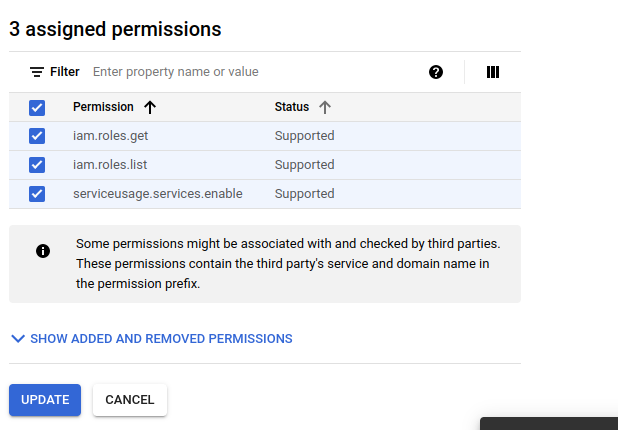 3 assigned permissions
Filter Enter property name or value
Permission Status
iam.roles.get Supported
iam.roles.list Supported
serviceusage.services.enable Supported
Some permissions might be associated with and checked by third parties.
These permissions contain the third party's service and domain name in
the permission prefix.
SHOW ADDED AND REMOVED PERMISSIONS
UPDATE CANCEL